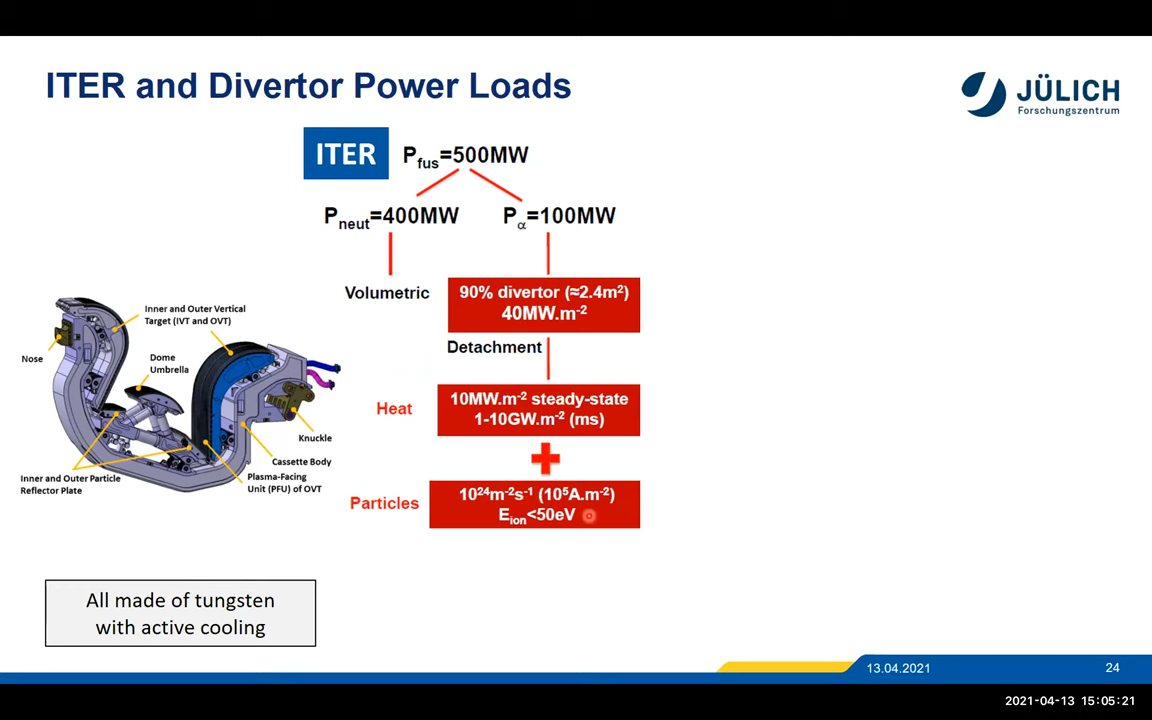 ITER and Divertor Power Loads
JÜLICH
Forschungszentrum
ITER
Pfus=500MW
Pneut=400MW
Pα=100MW
Volumetric
90% divertor (≈2.4m²)
40MW.m⁻²
Detachment
Heat
10MW.m⁻² steady-state
1-10GW.m⁻² (ms)
Particles
10²⁴m⁻²s⁻¹ (10⁵A.m⁻²)
Eion<50eV
Inner and Outer Vertical
Target (IVT and OVT)
Nose
Dome
Umbrella
Knuckle
Cassette Body
Inner and Outer Particle
Reflector Plate
Plasma-Facing
Unit (PFU) of OVT
All made of tungsten
with active cooling
13.04.2021
24
2021-04-13 15:05:21